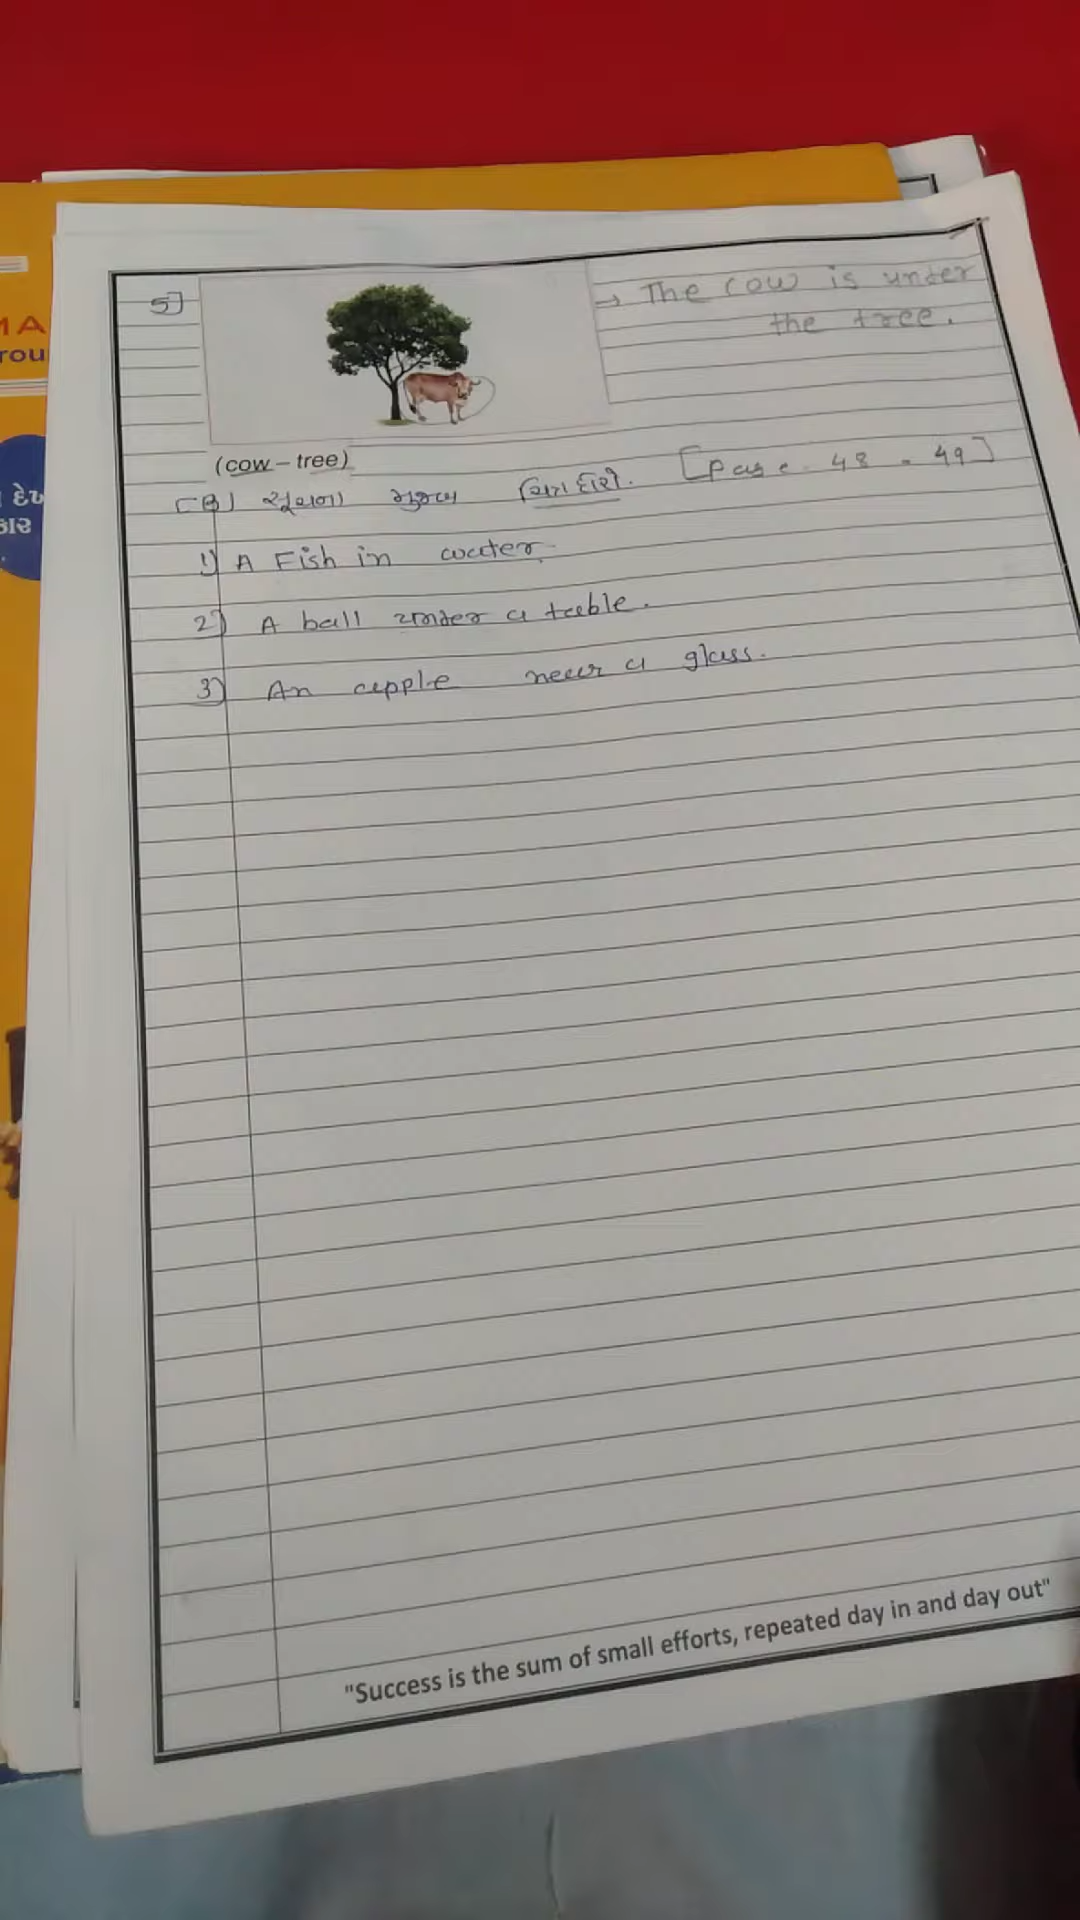 5] → The cow is under
the tree.
(cow – tree)
[B] સૂચના મુજબ ચિત્ર દોરો. [Page. 48 - 49]
1) A Fish in water.
2) A ball under a table.
3) An apple near a glass.
"Success is the sum of small efforts, repeated day in and day out"